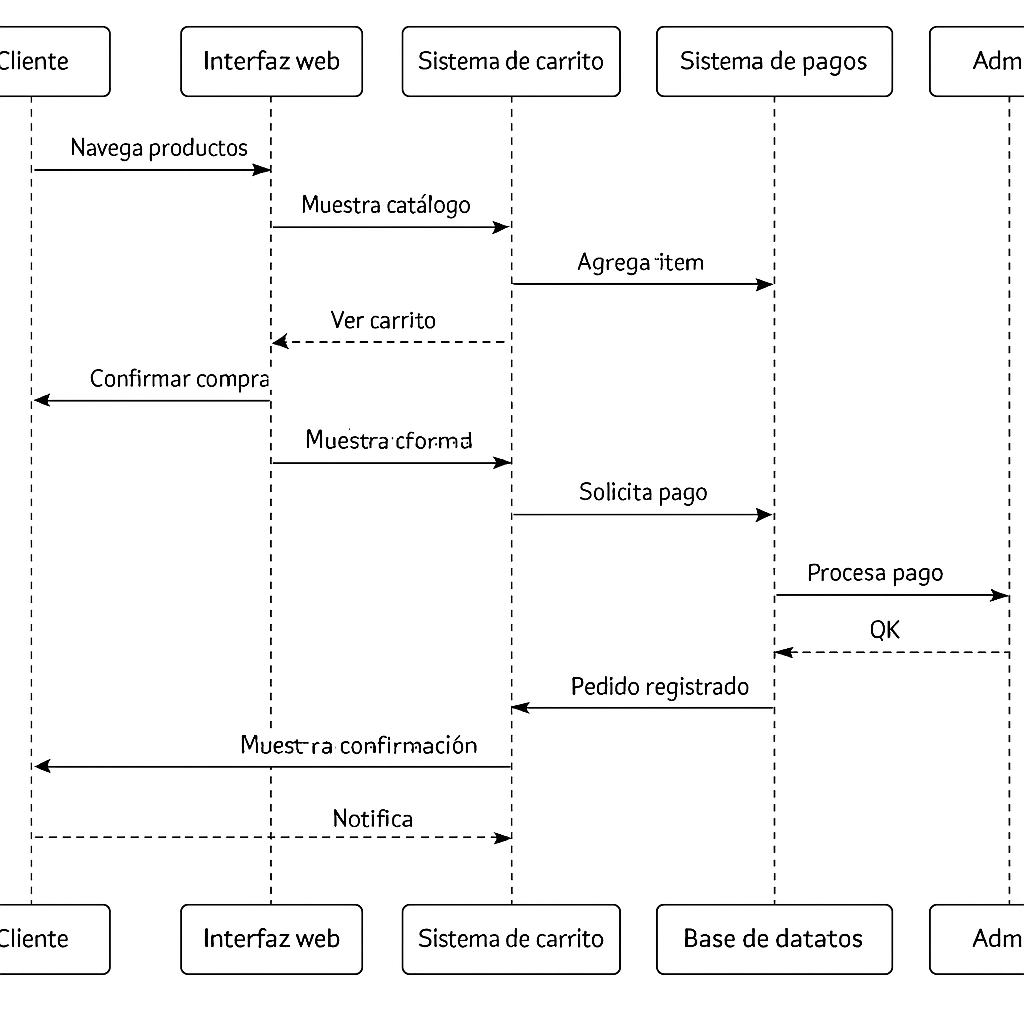 Cliente
Interfaz web
Sistema de carrito
Sistema de pagos
Adm
Navega productos
Muestra catálogo
Agrega item
Ver carrito
Confirmar compra
Muestra cformd
Solicita pago
Procesa pago
QK
Pedido registrado
Muestra confirmación
Notifica
Cliente
Interfaz web
Sistema de carrito
Base de datatos
Adm